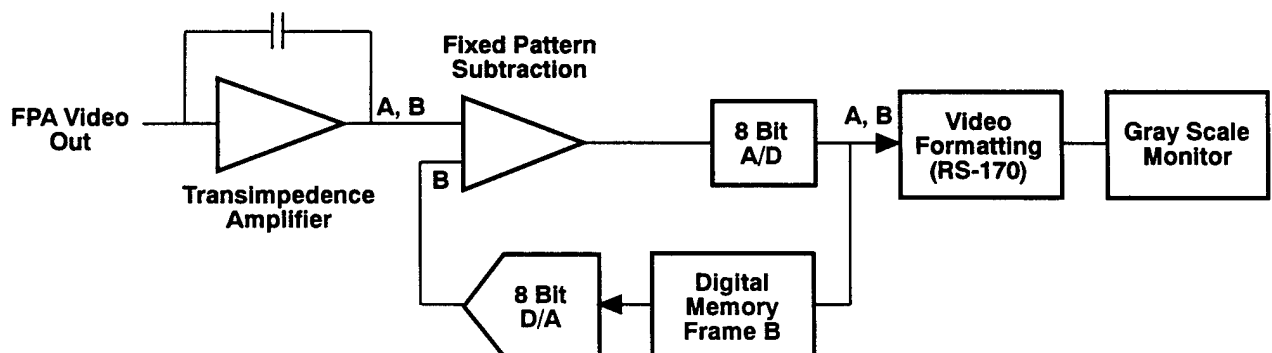 Fixed Pattern
Subtraction
FPA Video
Out
A, B
Transimpedence
Amplifier
B
8 Bit
A/D
A, B
Video
Formatting
(RS-170)
Gray Scale
Monitor
8 Bit
D/A
Digital
Memory
Frame B